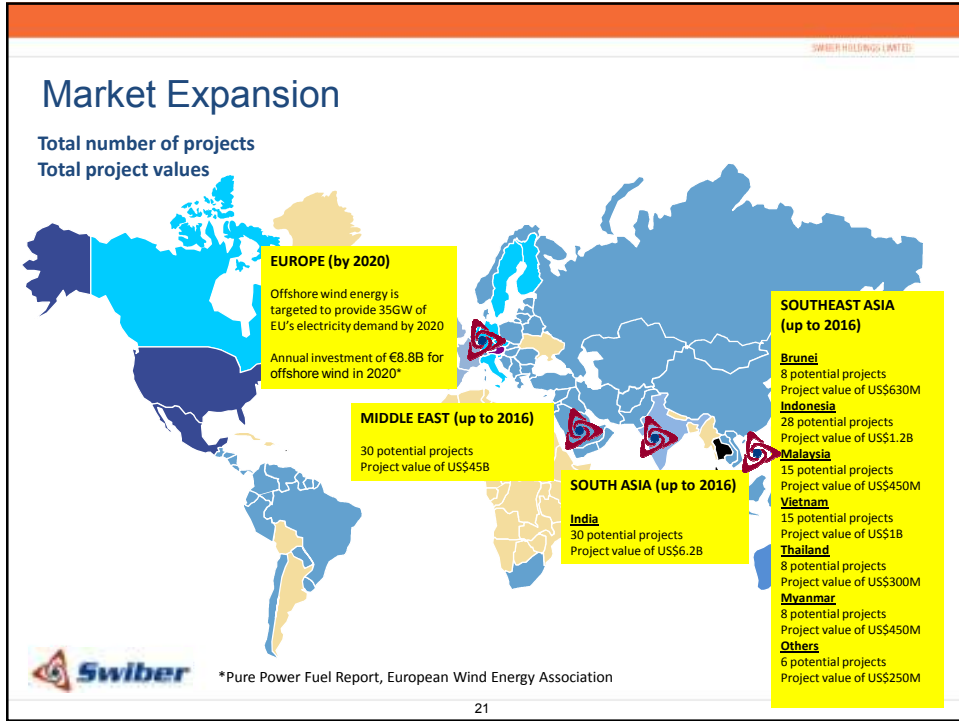 SWIBER HOLDINGS LIMITED
Market Expansion
Total number of projects
Total project values
EUROPE (by 2020)
Offshore wind energy is
targeted to provide 35GW of
EU's electricity demand by 2020
Annual investment of €8.8B for
offshore wind in 2020*
MIDDLE EAST (up to 2016)
30 potential projects
Project value of US$45B
SOUTH ASIA (up to 2016)
India
30 potential projects
Project value of US$6.2B
SOUTHEAST ASIA
(up to 2016)
Brunei
8 potential projects
Project value of US$630M
Indonesia
28 potential projects
Project value of US$1.2B
Malaysia
15 potential projects
Project value of US$450M
Vietnam
15 potential projects
Project value of US$1B
Thailand
8 potential projects
Project value of US$300M
Myanmar
8 potential projects
Project value of US$450M
Others
6 potential projects
Project value of US$250M
Swiber
*Pure Power Fuel Report, European Wind Energy Association
21